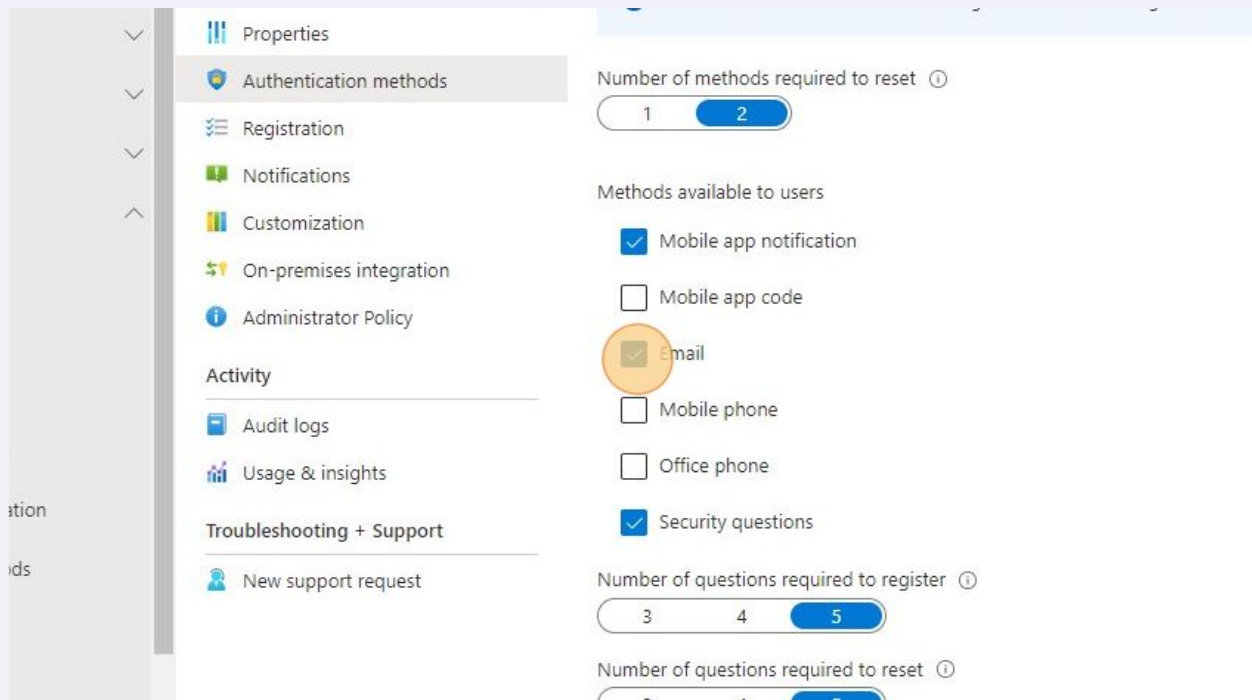 Properties
Authentication methods
Registration
Notifications
Customization
On-premises integration
Administrator Policy
Activity
Audit logs
Usage & insights
Troubleshooting + Support
New support request
ation
ods
Number of methods required to reset
1 2
Methods available to users
Mobile app notification
Mobile app code
Email
Mobile phone
Office phone
Security questions
Number of questions required to register
3 4 5
Number of questions required to reset